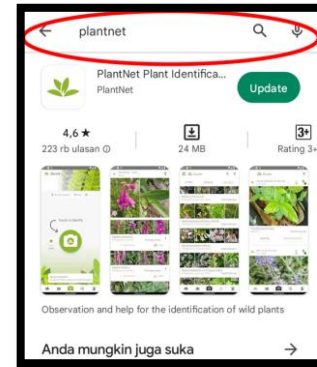 plantnet
PlantNet Plant Identifica...
PlantNet
Update
4,6 ★
223 rb ulasan
24 MB
3+
Rating 3+
Observation and help for the identification of wild plants
Anda mungkin juga suka